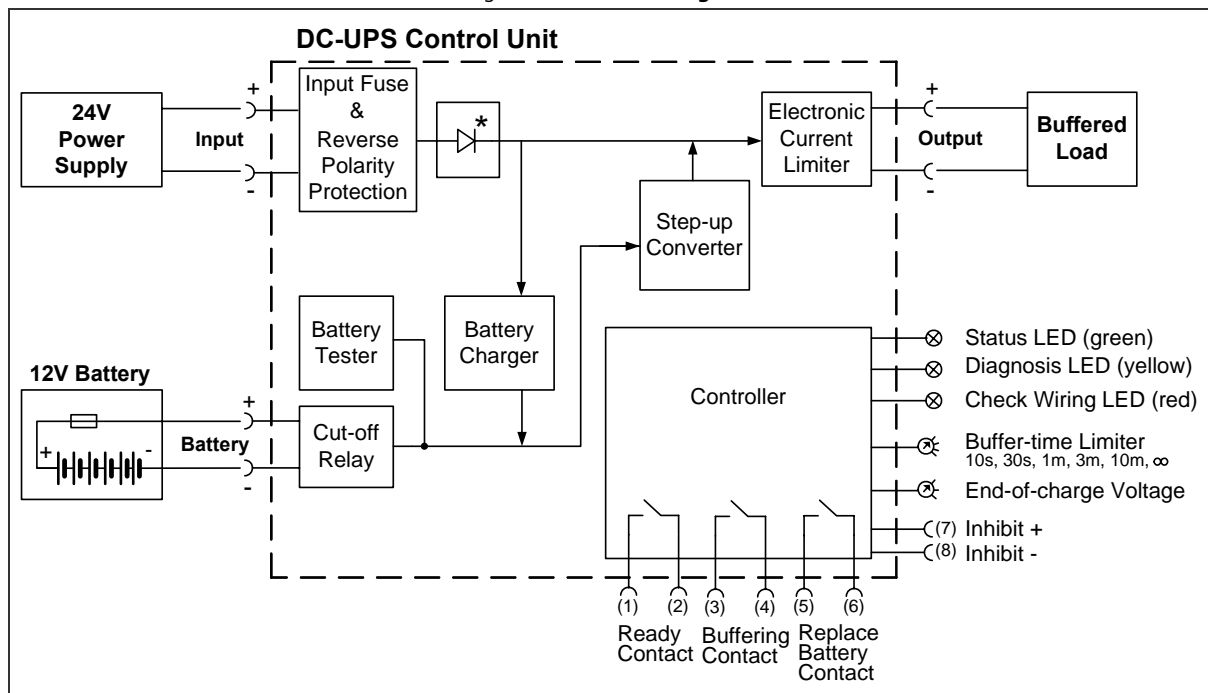 DC-UPS Control Unit
24V
Power
Supply
+
Input
-
Input Fuse
&
Reverse
Polarity
Protection
*
Electronic
Current
Limiter
+
Output
-
Buffered
Load
Step-up
Converter
Battery
Tester
Battery
Charger
12V Battery
+ -
+
Battery
-
Cut-off
Relay
Controller
Status LED (green)
Diagnosis LED (yellow)
Check Wiring LED (red)
Buffer-time Limiter
10s, 30s, 1m, 3m, 10m, ∞
End-of-charge Voltage
(7) Inhibit +
(8) Inhibit -
(1) (2) (3) (4) (5) (6)
Ready
Contact
Buffering
Contact
Replace
Battery
Contact